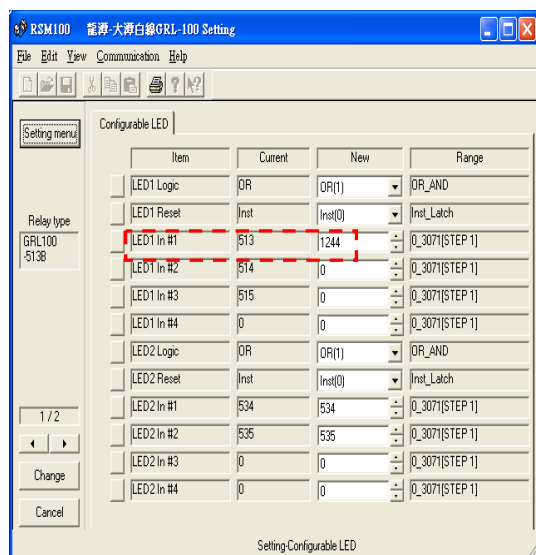 RSM100 龍潭-大潭白線GRL-100 Setting
File Edit View Communication Help
Setting menu
Relay type
GRL100
-513B
1 / 2
Change
Cancel
Configurable LED
Item Current New Range
LED1 Logic OR OR(1) OR_AND
LED1 Reset Inst Inst(0) Inst_Latch
LED1 In #1 513 1244 0_3071[STEP 1]
LED1 In #2 514 0 0_3071[STEP 1]
LED1 In #3 515 0 0_3071[STEP 1]
LED1 In #4 0 0 0_3071[STEP 1]
LED2 Logic OR OR(1) OR_AND
LED2 Reset Inst Inst(0) Inst_Latch
LED2 In #1 534 534 0_3071[STEP 1]
LED2 In #2 535 535 0_3071[STEP 1]
LED2 In #3 0 0 0_3071[STEP 1]
LED2 In #4 0 0 0_3071[STEP 1]
Setting-Configurable LED